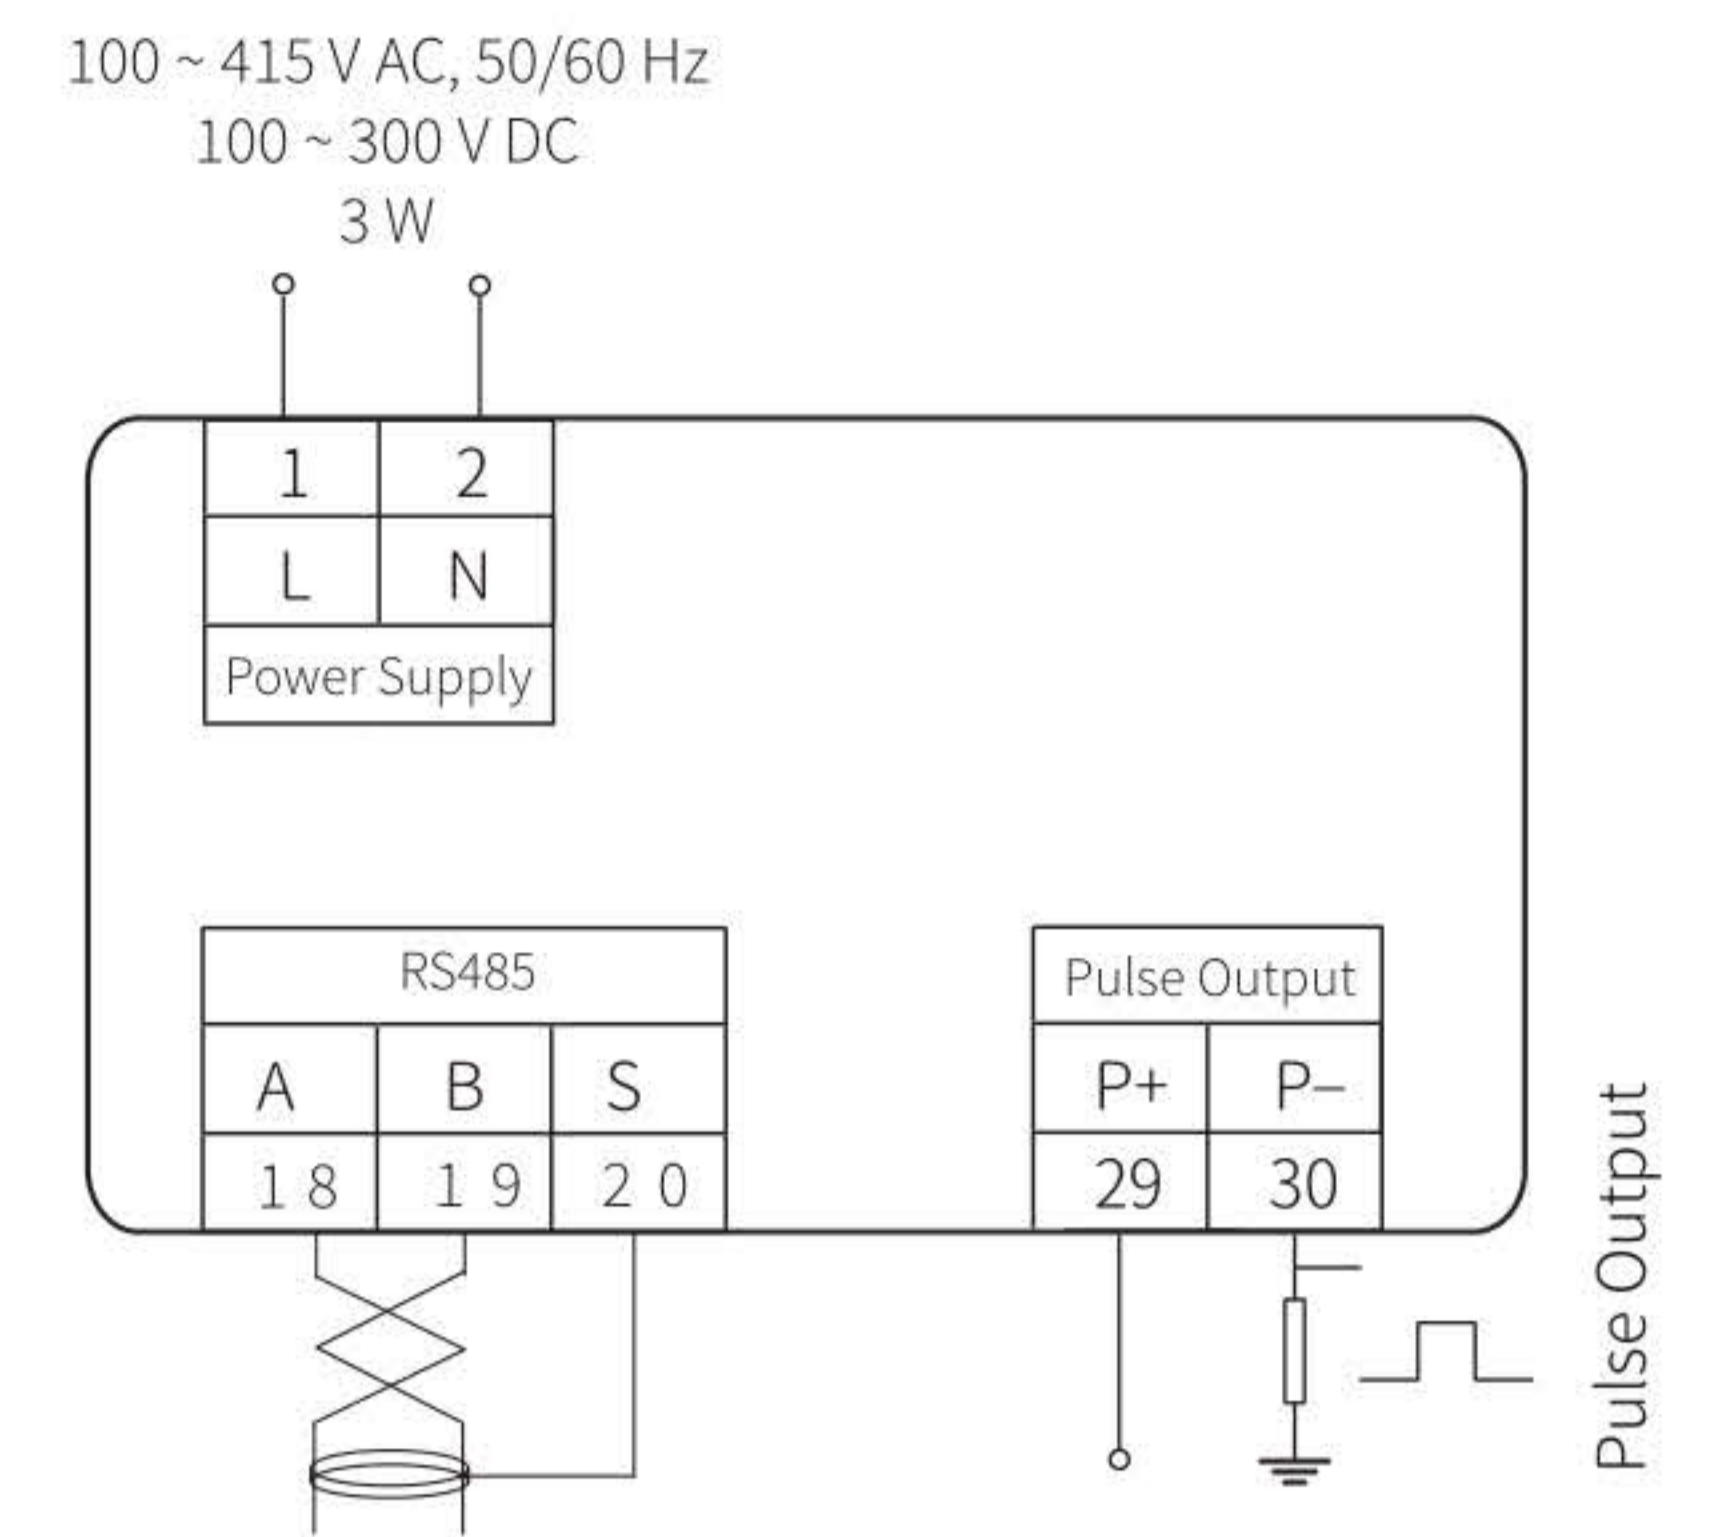 100 ~ 415 V AC, 50/60 Hz
100 ~ 300 V DC
3 W
1 2
L N
Power Supply
RS485
A B S
18 19 20
Pulse Output
P+ P–
29 30
Pulse Output